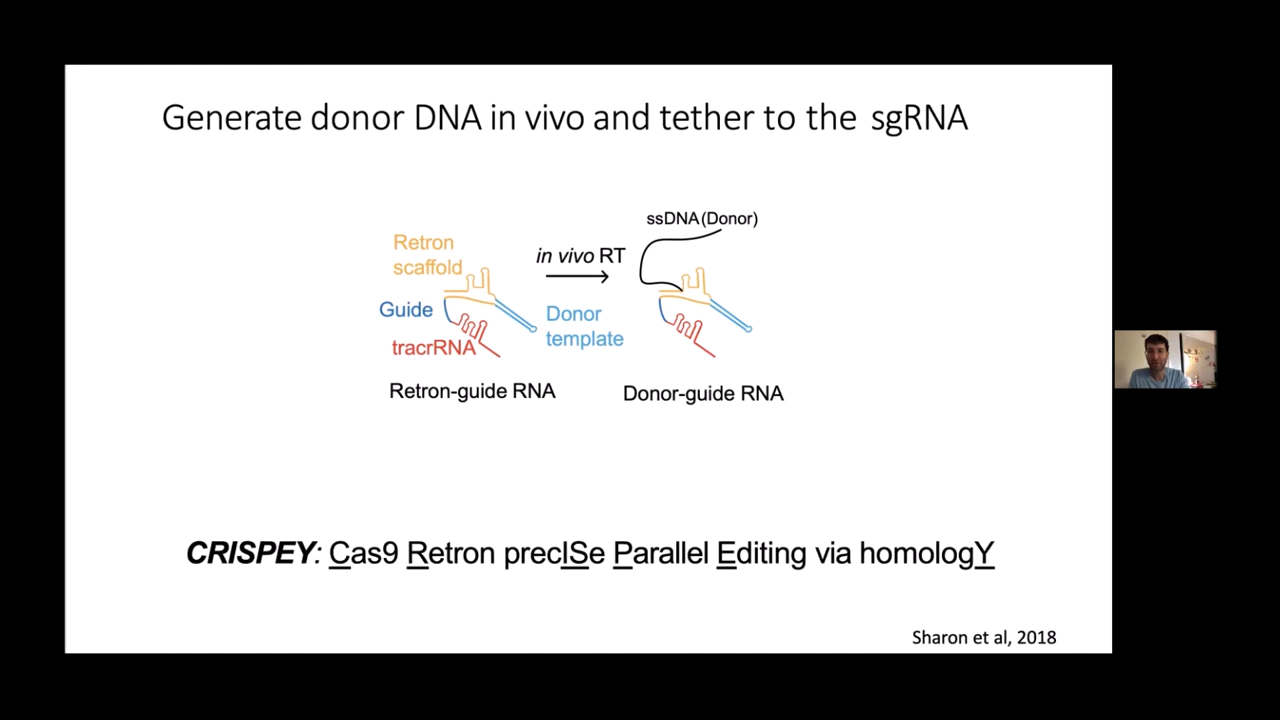 Generate donor DNA in vivo and tether to the sgRNA
ssDNA(Donor)
Retron
scaffold
in vivo RT
Guide
Donor
template
tracrRNA
Retron-guide RNA
Donor-guide RNA
CRISPEY: Cas9 Retron precISe Parallel Editing via homologY
Sharon et al, 2018